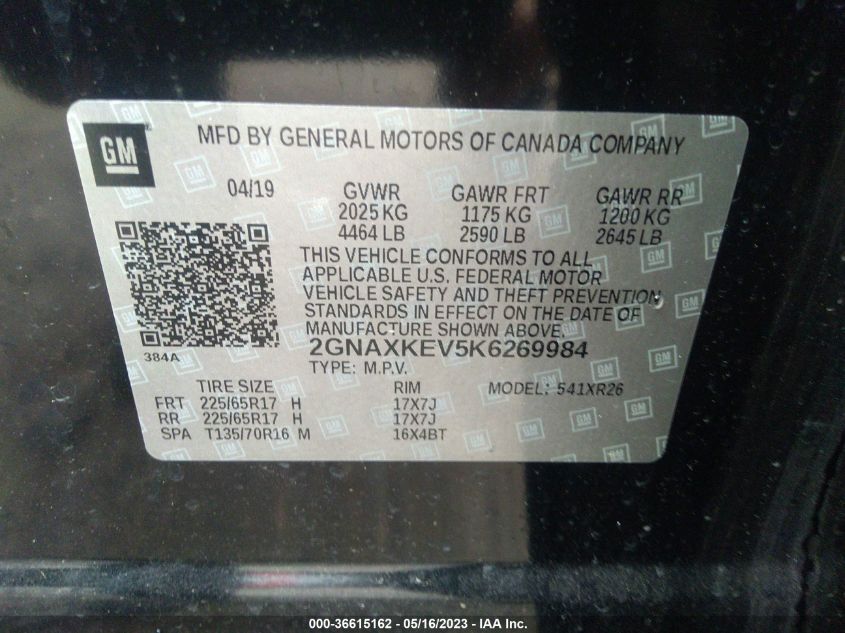 GM
MFD BY GENERAL MOTORS OF CANADA COMPANY
04/19 GVWR GAWR FRT GAWR RR
2025 KG 1175 KG 1200 KG
4464 LB 2590 LB 2645 LB
THIS VEHICLE CONFORMS TO ALL
APPLICABLE U.S. FEDERAL MOTOR
VEHICLE SAFETY AND THEFT PREVENTION
STANDARDS IN EFFECT ON THE DATE OF
MANUFACTURE SHOWN ABOVE.
384A
2GNAXKEV5K6269984
TYPE: M.P.V.
TIRE SIZE RIM MODEL: 541XR26
FRT 225/65R17 H 17X7J
RR 225/65R17 H 17X7J
SPA T135/70R16 M 16X4BT
000-36615162 - 05/16/2023 - IAA Inc.